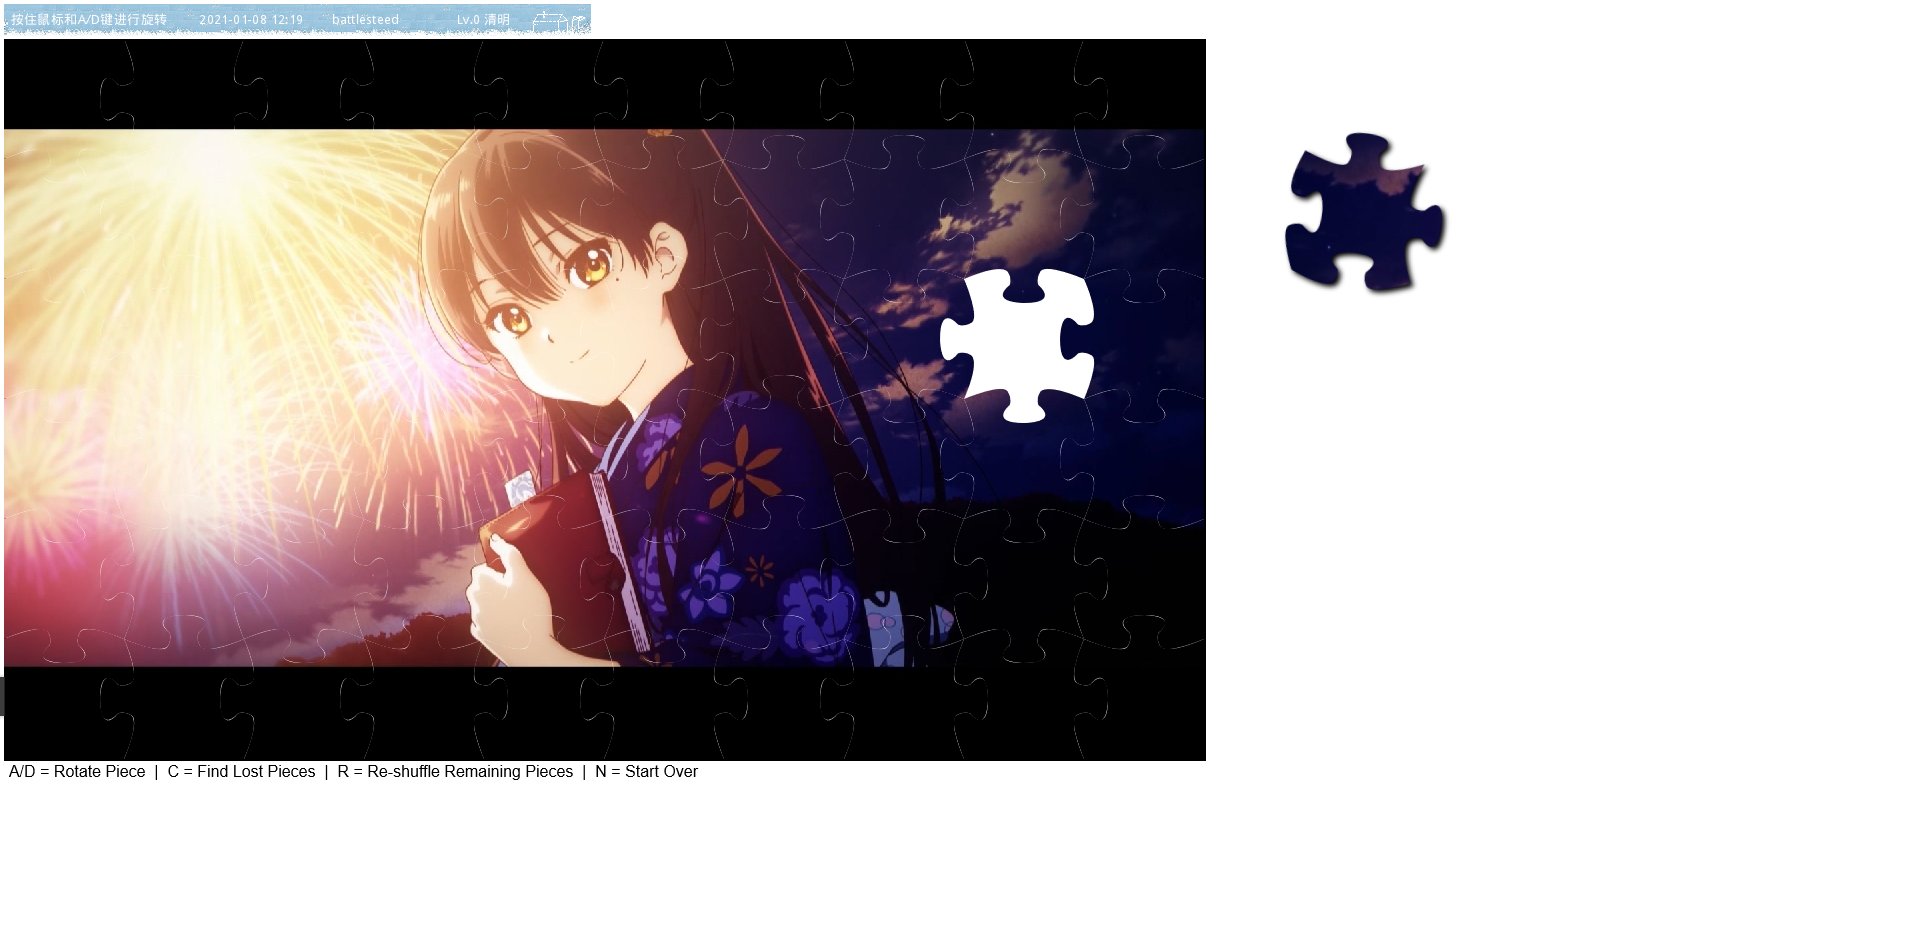 按住鼠标和A/D键进行旋转 2021-01-08 12:19 battlesteed Lv.0 清明
A/D = Rotate Piece | C = Find Lost Pieces | R = Re-shuffle Remaining Pieces | N = Start Over